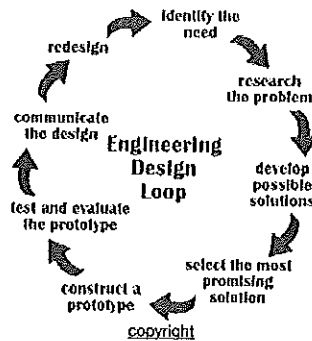 identify the
need
research
the problem
develop
possible
solutions
select the most
promising
solution
construct a
prototype
test and evaluate
the prototype
communicate
the design
redesign
Engineering
Design
Loop
copyright